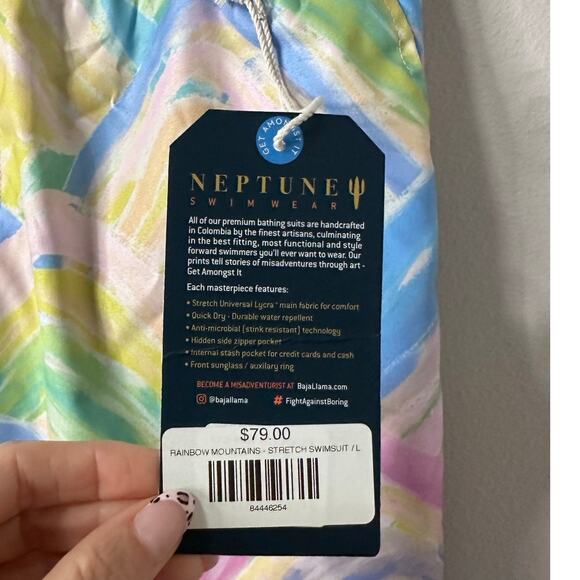 GET AMONGST IT
NEPTUNE
SWIMWEAR
All of our premium bathing suits are handcrafted
in Colombia by the finest artisans, culminating
in the best fitting, most functional and style
forward swimmers you'll ever want to wear. Our
prints tell stories of misadventures through art -
Get Amongst It
Each masterpiece features:
• Stretch Universal Lycra™ main fabric for comfort
• Quick Dry - Durable water repellent
• Anti-microbial [stink resistant] technology
• Hidden side zipper pocket
• Internal stash pocket for credit cards and cash
• Front sunglass / auxilary ring
BECOME A MISADVENTURIST AT BajaLlama.com
@bajallama # FightAgainstBoring
$79.00
RAINBOW MOUNTAINS - STRETCH SWIMSUIT / L
84446254